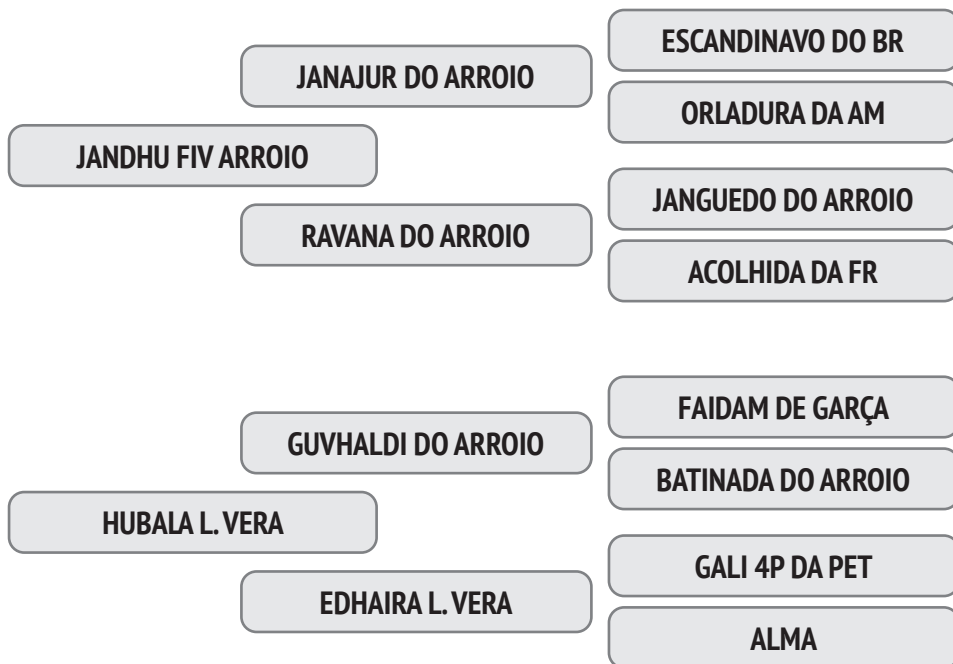 ESCANDINAVO DO BR
JANAJUR DO ARROIO
ORLADURA DA AM
JANDHU FIV ARROIO
JANGUEDO DO ARROIO
RAVANA DO ARROIO
ACOLHIDA DA FR
FAIDAM DE GARÇA
GUVHALDI DO ARROIO
BATINADA DO ARROIO
HUBALA L. VERA
GALI 4P DA PET
EDHAIRA L. VERA
ALMA